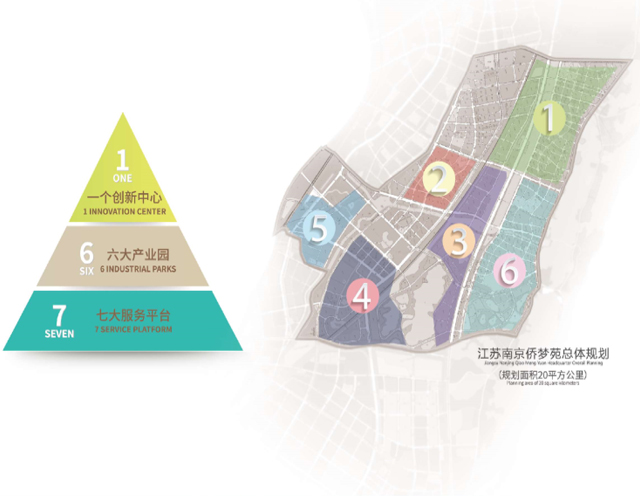 1
ONE
一个创新中心
1 INNOVATION CENTER
6
SIX
六大产业园
6 INDUSTRIAL PARKS
7
SEVEN
七大服务平台
7 SERVICE PLATFORM
1
2
3
5
6
4
江苏南京侨梦苑总体规划
Jiangsu Nanjing Qiao Meng Yuan Headquarter Overall Planning
(规划面积20平方公里)
Planning area of 20 square kilometers